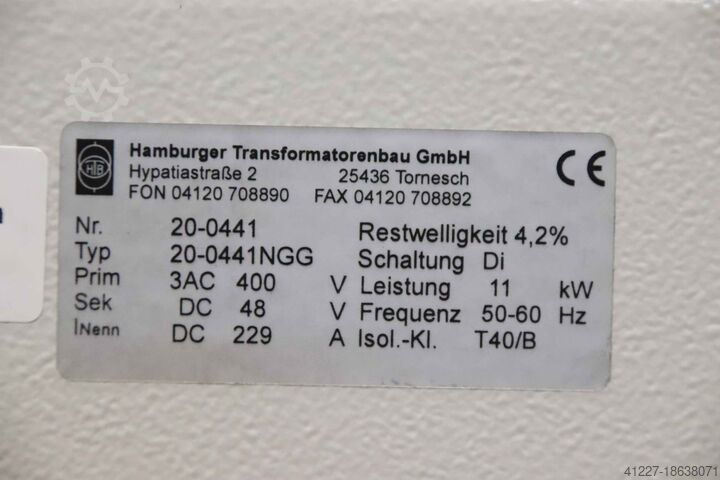 HTB
Hamburger Transformatorenbau GmbH
Hypatiastraße 2 25436 Tornesch
FON 04120 708890 FAX 04120 708892
CE
Nr. 20-0441 Restwelligkeit 4,2%
Typ 20-0441NGG Schaltung Di
Prim 3AC 400 V Leistung 11 kW
Sek DC 48 V Frequenz 50-60 Hz
INenn DC 229 A Isol.-Kl. T40/B
41227-18638071